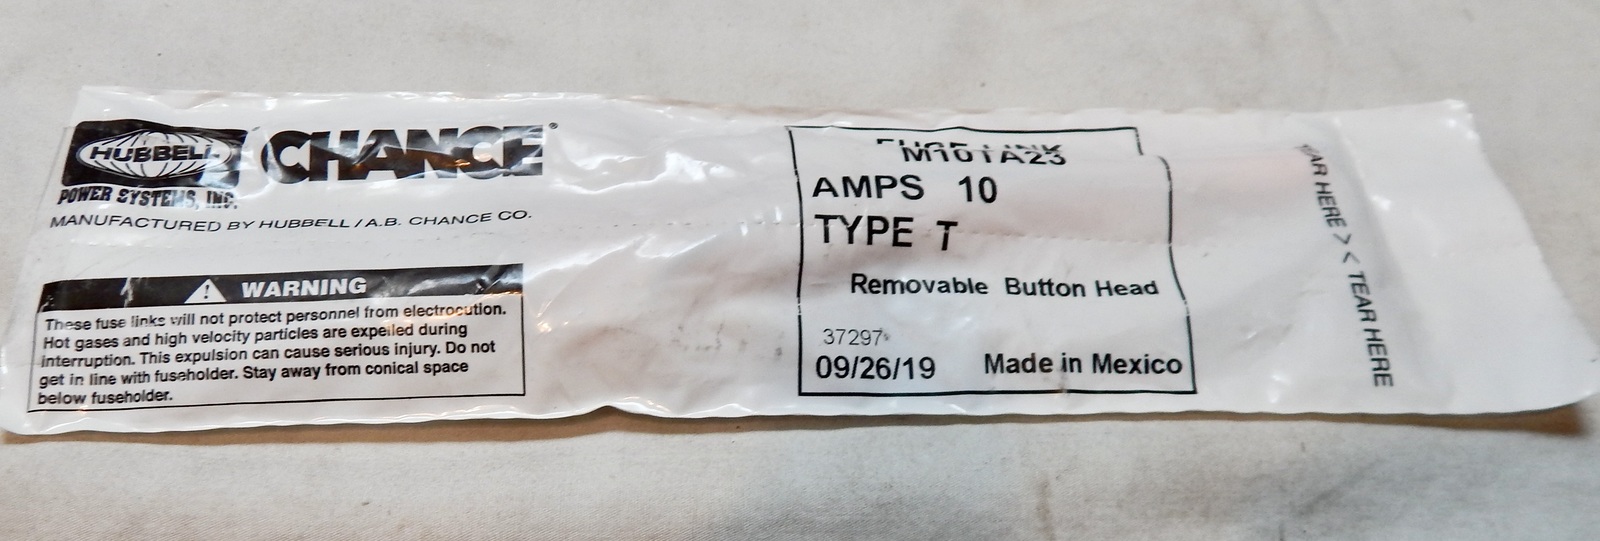 HUBBELL
POWER SYSTEMS, INC.
CHANCE®
MANUFACTURED BY HUBBELL / A.B. CHANCE CO.
WARNING
These fuse links will not protect personnel from electrocution.
Hot gases and high velocity particles are expelled during
interruption. This expulsion can cause serious injury. Do not
get in line with fuseholder. Stay away from conical space
below fuseholder.
FUSE LINK
M10TA23
AMPS 10
TYPE T
Removable Button Head
37297
09/26/19 Made in Mexico
EAR HERE > < TEAR HERE